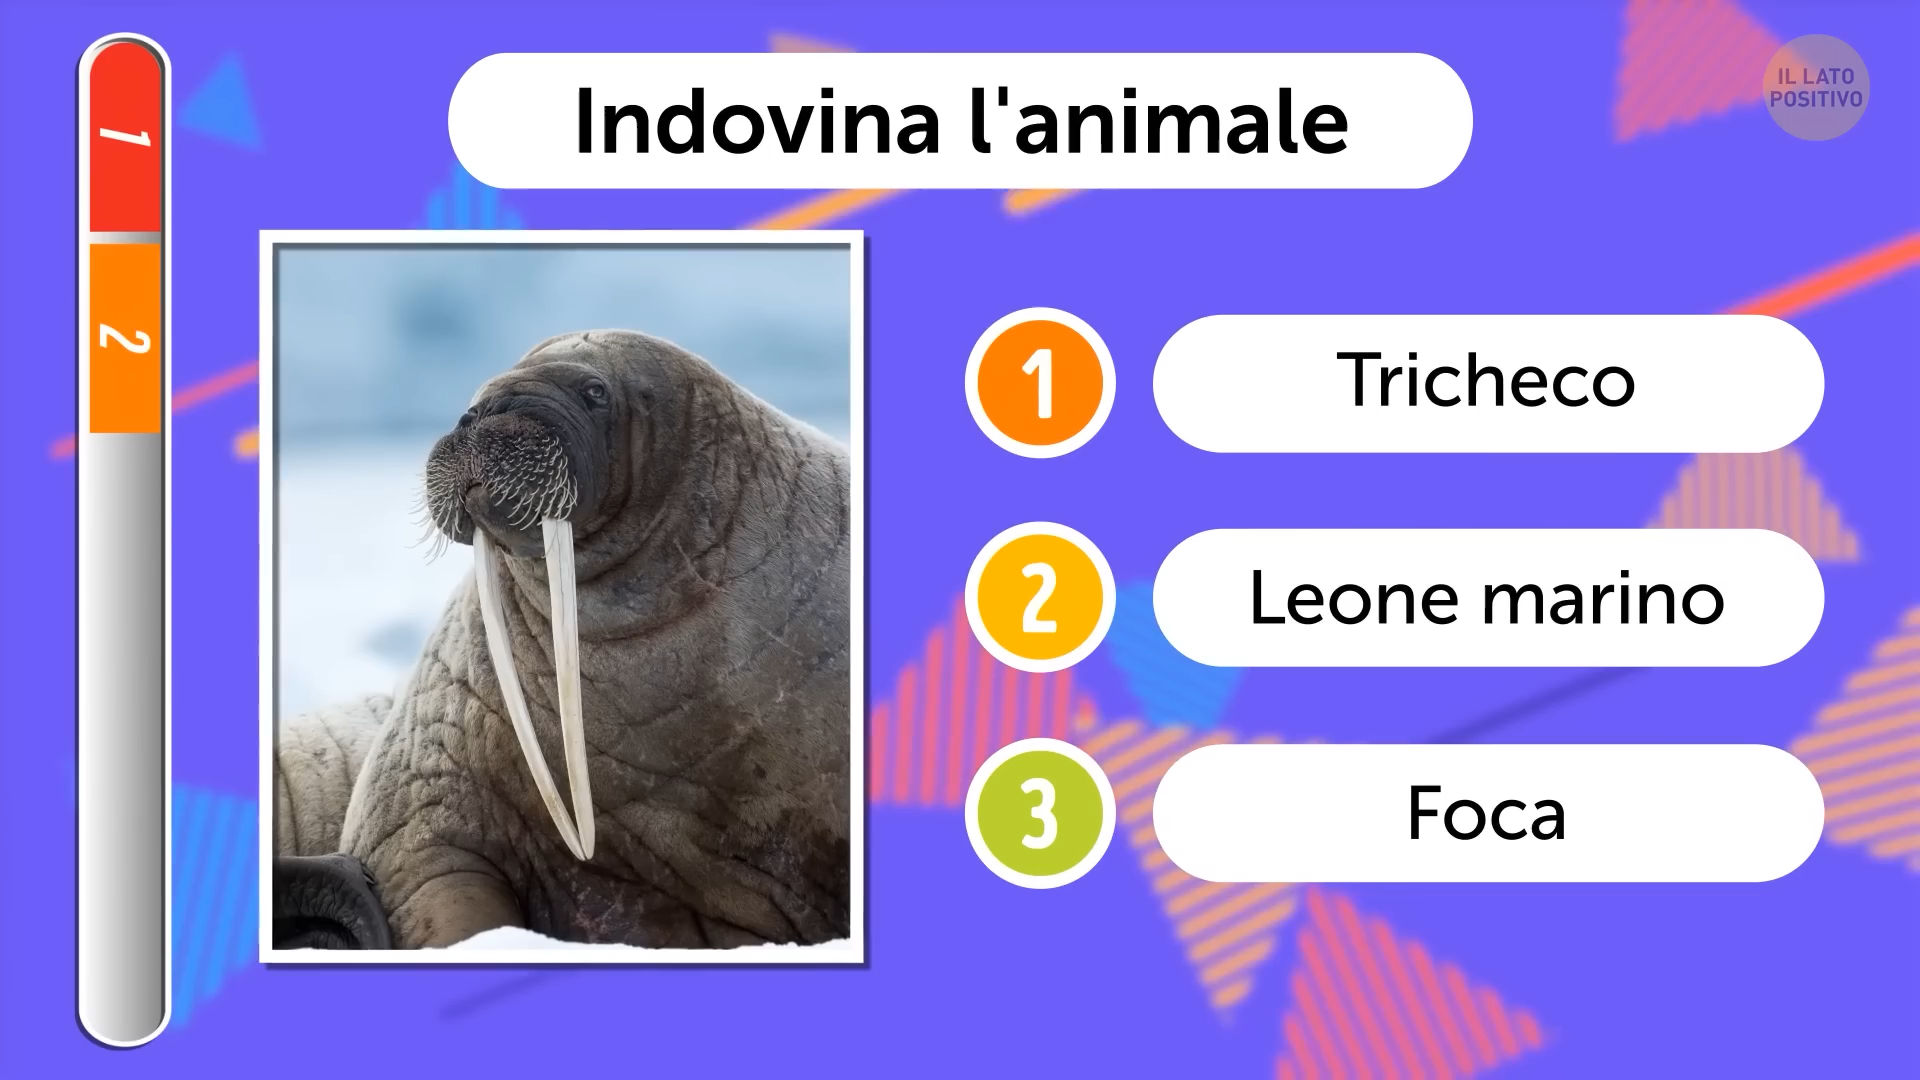 Indovina l'animale
IL LATO
POSITIVO
1
2
1
Tricheco
2
Leone marino
3
Foca